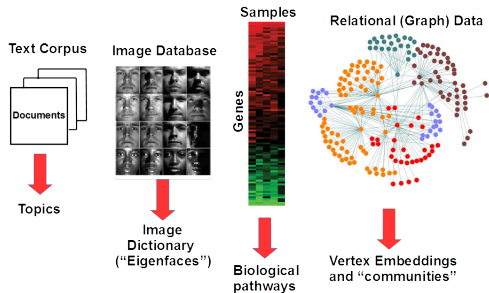 Text Corpus
Documents
Topics
Image Database
Image
Dictionary
(“Eigenfaces”)
Samples
Genes
Biological
pathways
Relational (Graph) Data
Vertex Embeddings
and “communities”